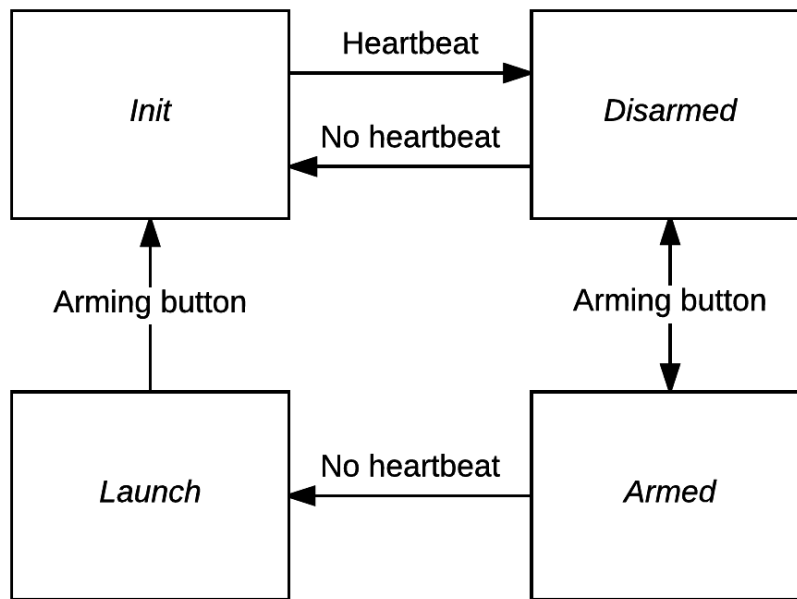 Heartbeat
Init
Disarmed
No heartbeat
Arming button
Arming button
No heartbeat
Launch
Armed